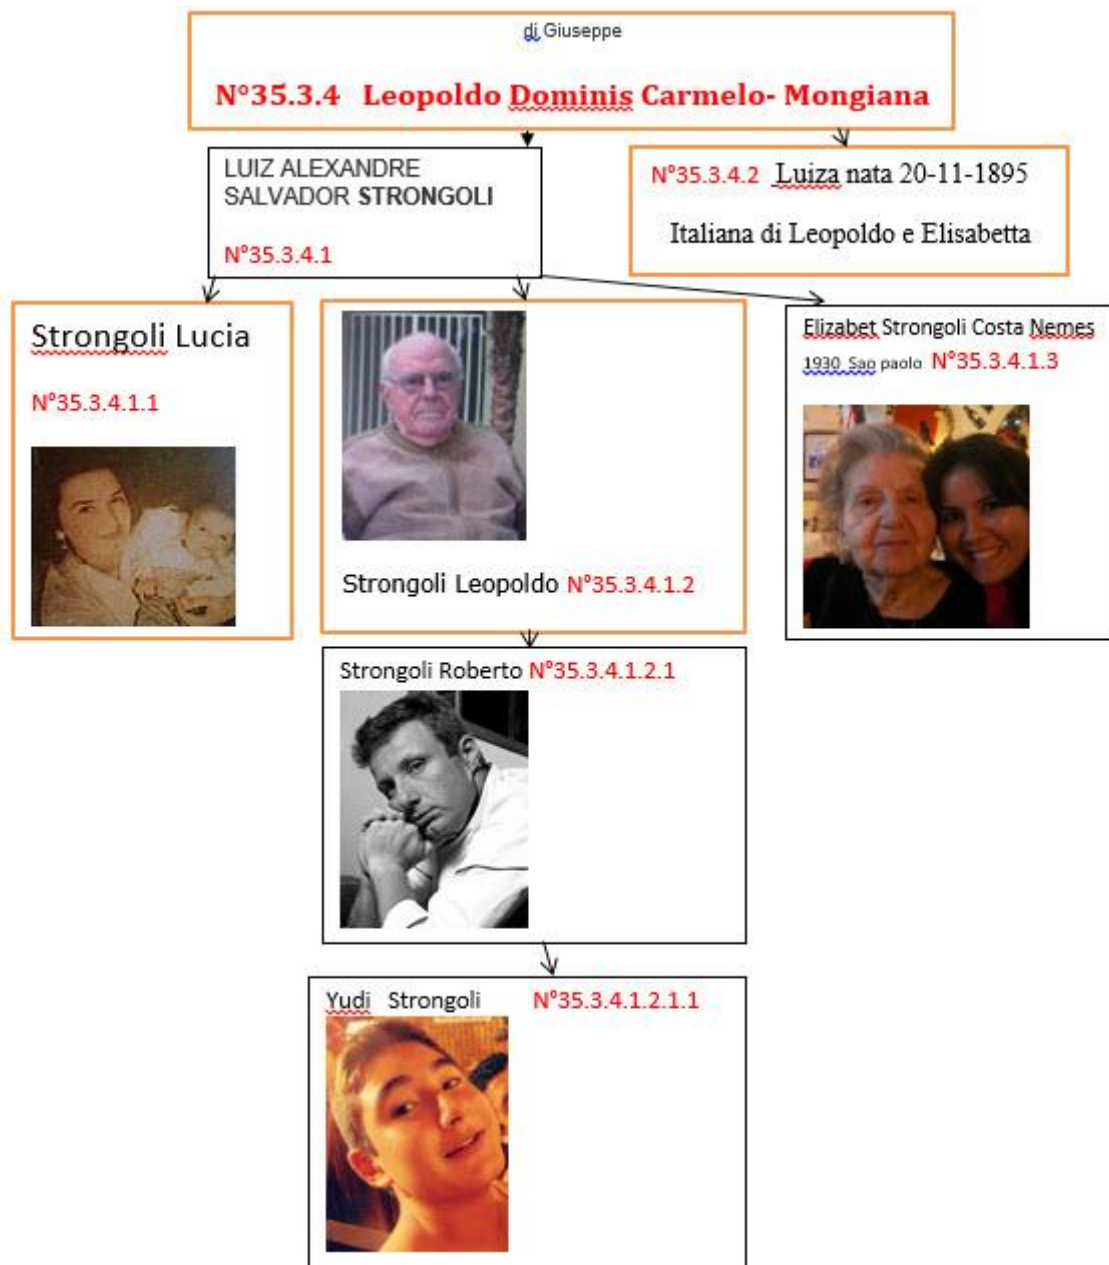 di Giuseppe
N°35.3.4 Leopoldo Dominis Carmelo- Mongiana
LUIZ ALEXANDRE
SALVADOR STRONGOLI
N°35.3.4.1
N°35.3.4.2 Luiza nata 20-11-1895
Italiana di Leopoldo e Elisabetta
Strongoli Lucia
N°35.3.4.1.1
Strongoli Leopoldo N°35.3.4.1.2
Elizabet Strongoli Costa Nemes
1930 Sao paolo N°35.3.4.1.3
Strongoli Roberto N°35.3.4.1.2.1
Yudi Strongoli N°35.3.4.1.2.1.1